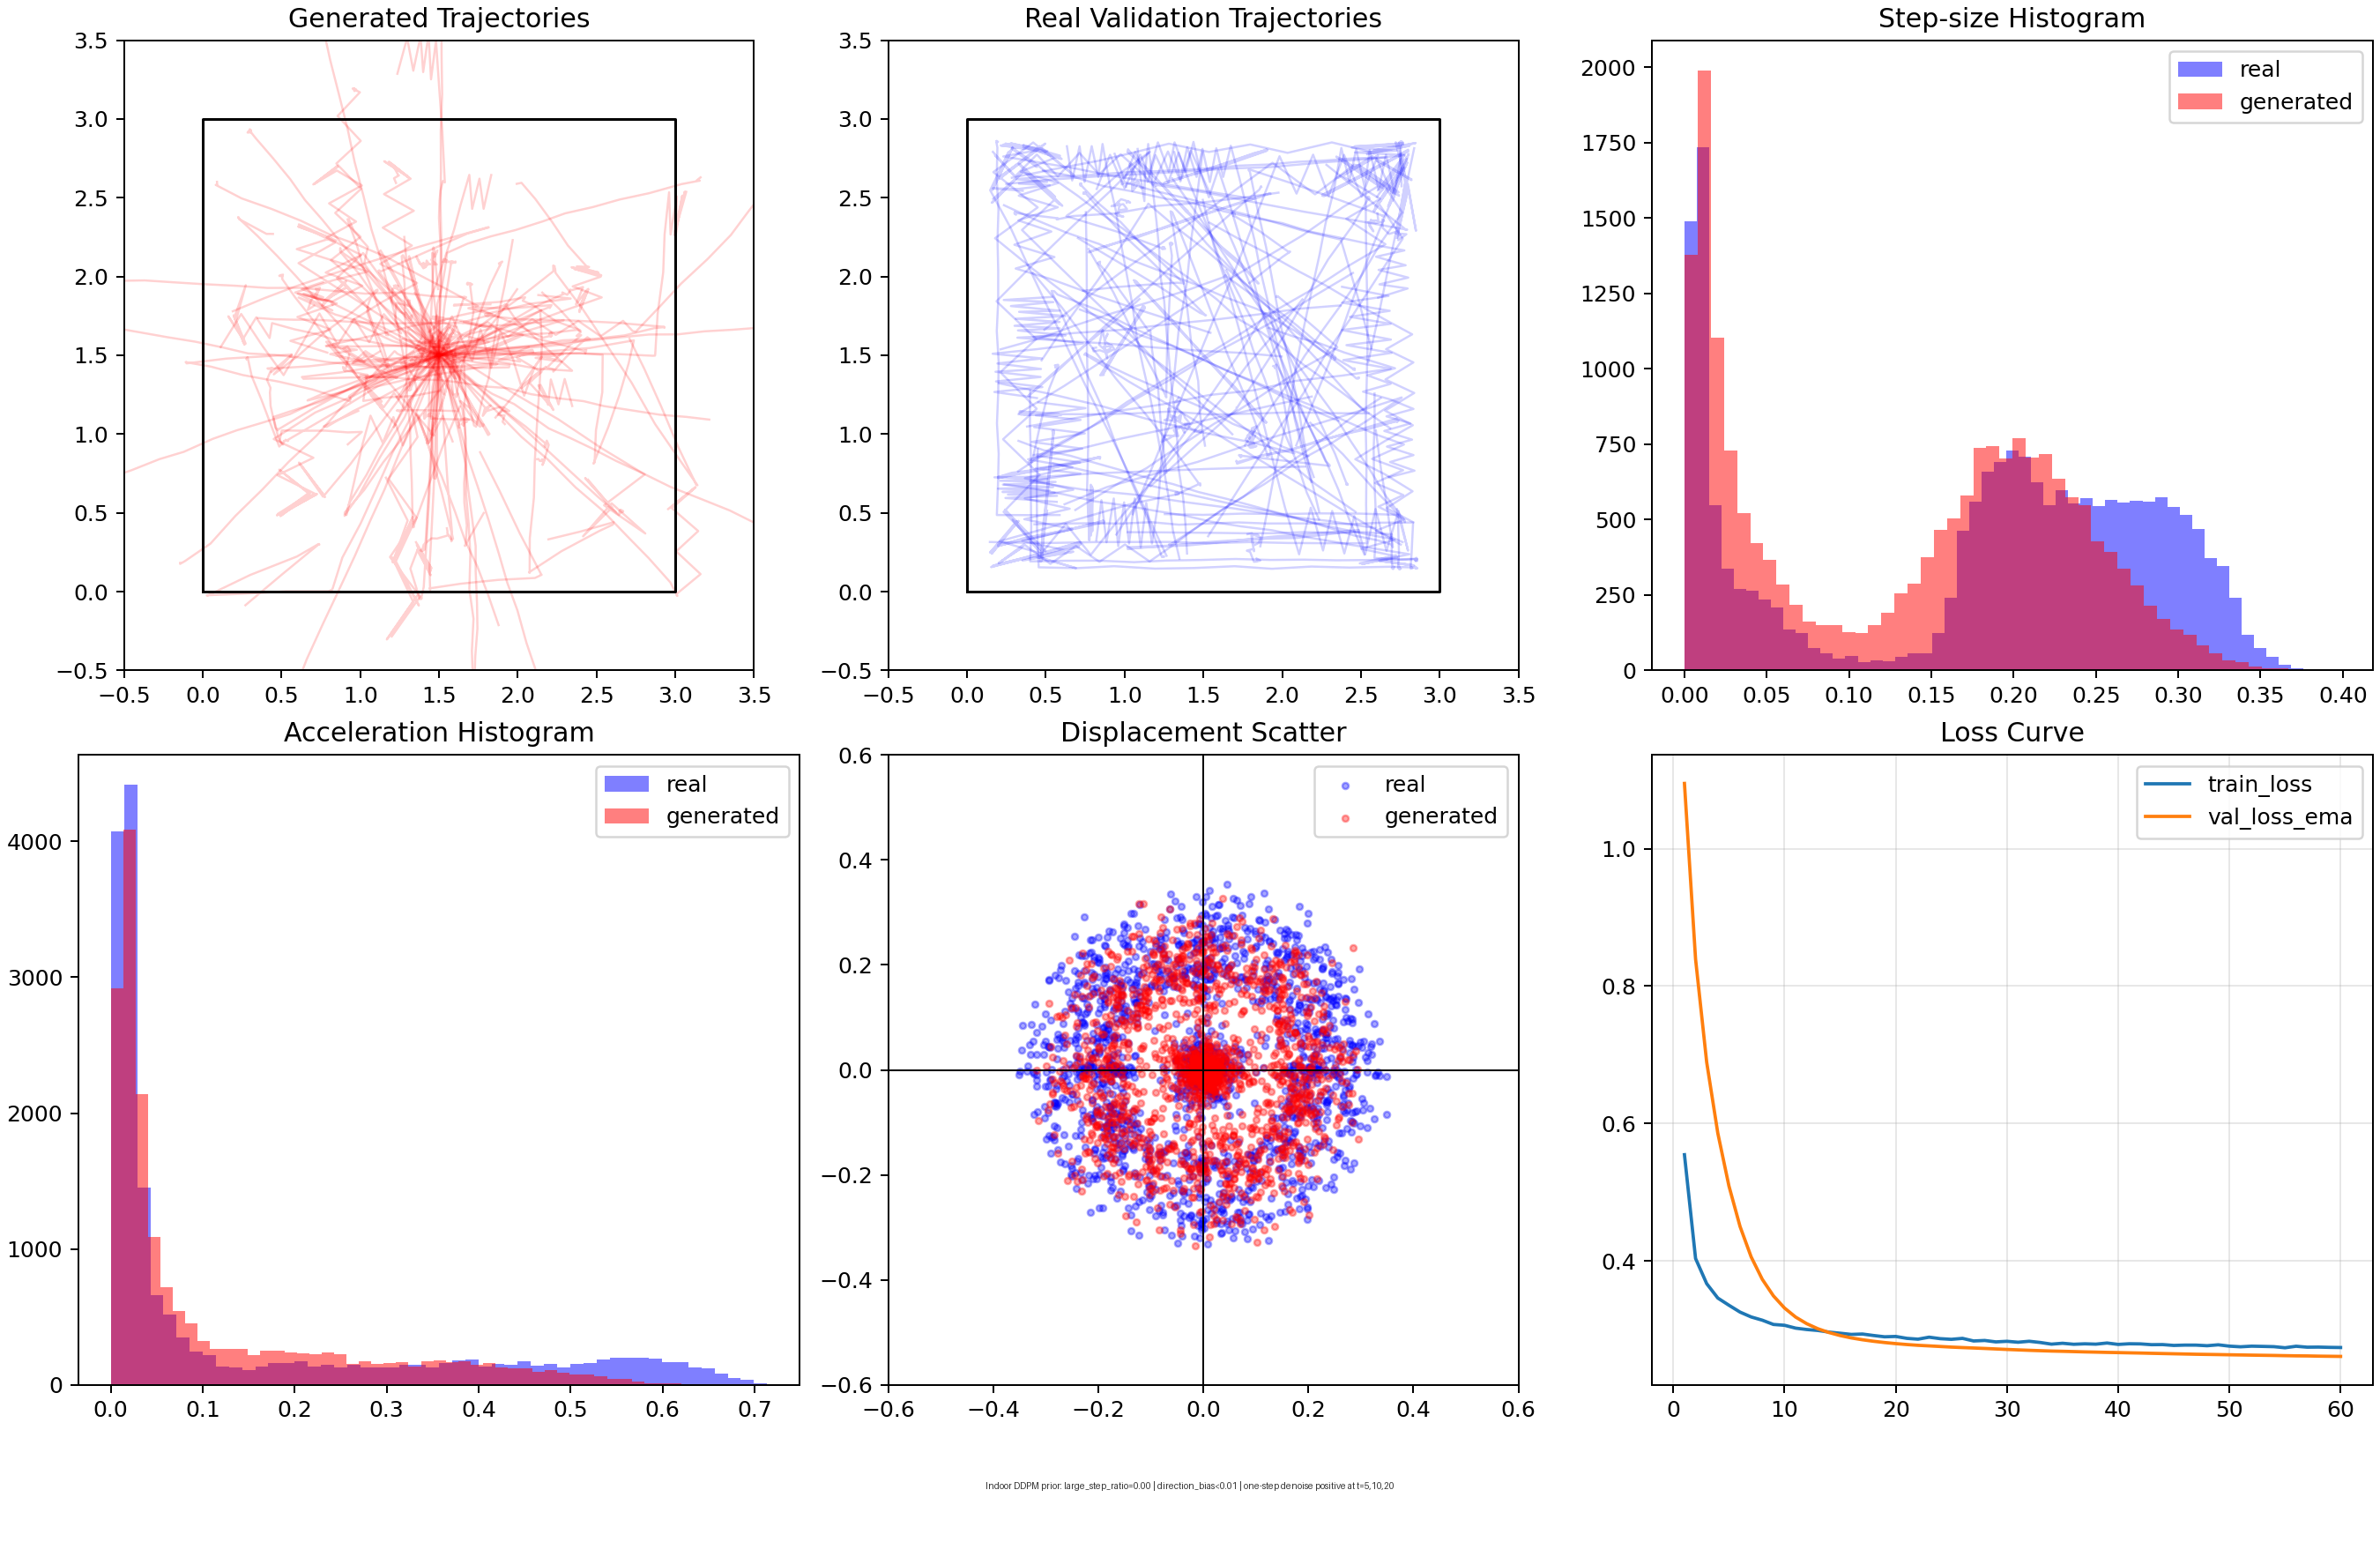 Generated Trajectories
3.5
3.0
2.5
2.0
1.5
1.0
0.5
0.0
−0.5
−0.5 0.0 0.5 1.0 1.5 2.0 2.5 3.0 3.5
Real Validation Trajectories
3.5
3.0
2.5
2.0
1.5
1.0
0.5
0.0
−0.5
−0.5 0.0 0.5 1.0 1.5 2.0 2.5 3.0 3.5
Step-size Histogram
real
generated
2000
1750
1500
1250
1000
750
500
250
0
0.00 0.05 0.10 0.15 0.20 0.25 0.30 0.35 0.40
Acceleration Histogram
real
generated
4000
3000
2000
1000
0
0.0 0.1 0.2 0.3 0.4 0.5 0.6 0.7
Displacement Scatter
real
generated
0.6
0.4
0.2
0.0
−0.2
−0.4
−0.6
−0.6 −0.4 −0.2 0.0 0.2 0.4 0.6
Loss Curve
train_loss
val_loss_ema
1.0
0.8
0.6
0.4
0 10 20 30 40 50 60
Indoor DDPM prior: large_step_ratio=0.00 | direction_bias<0.01 | one-step denoise positive at t=5,10,20